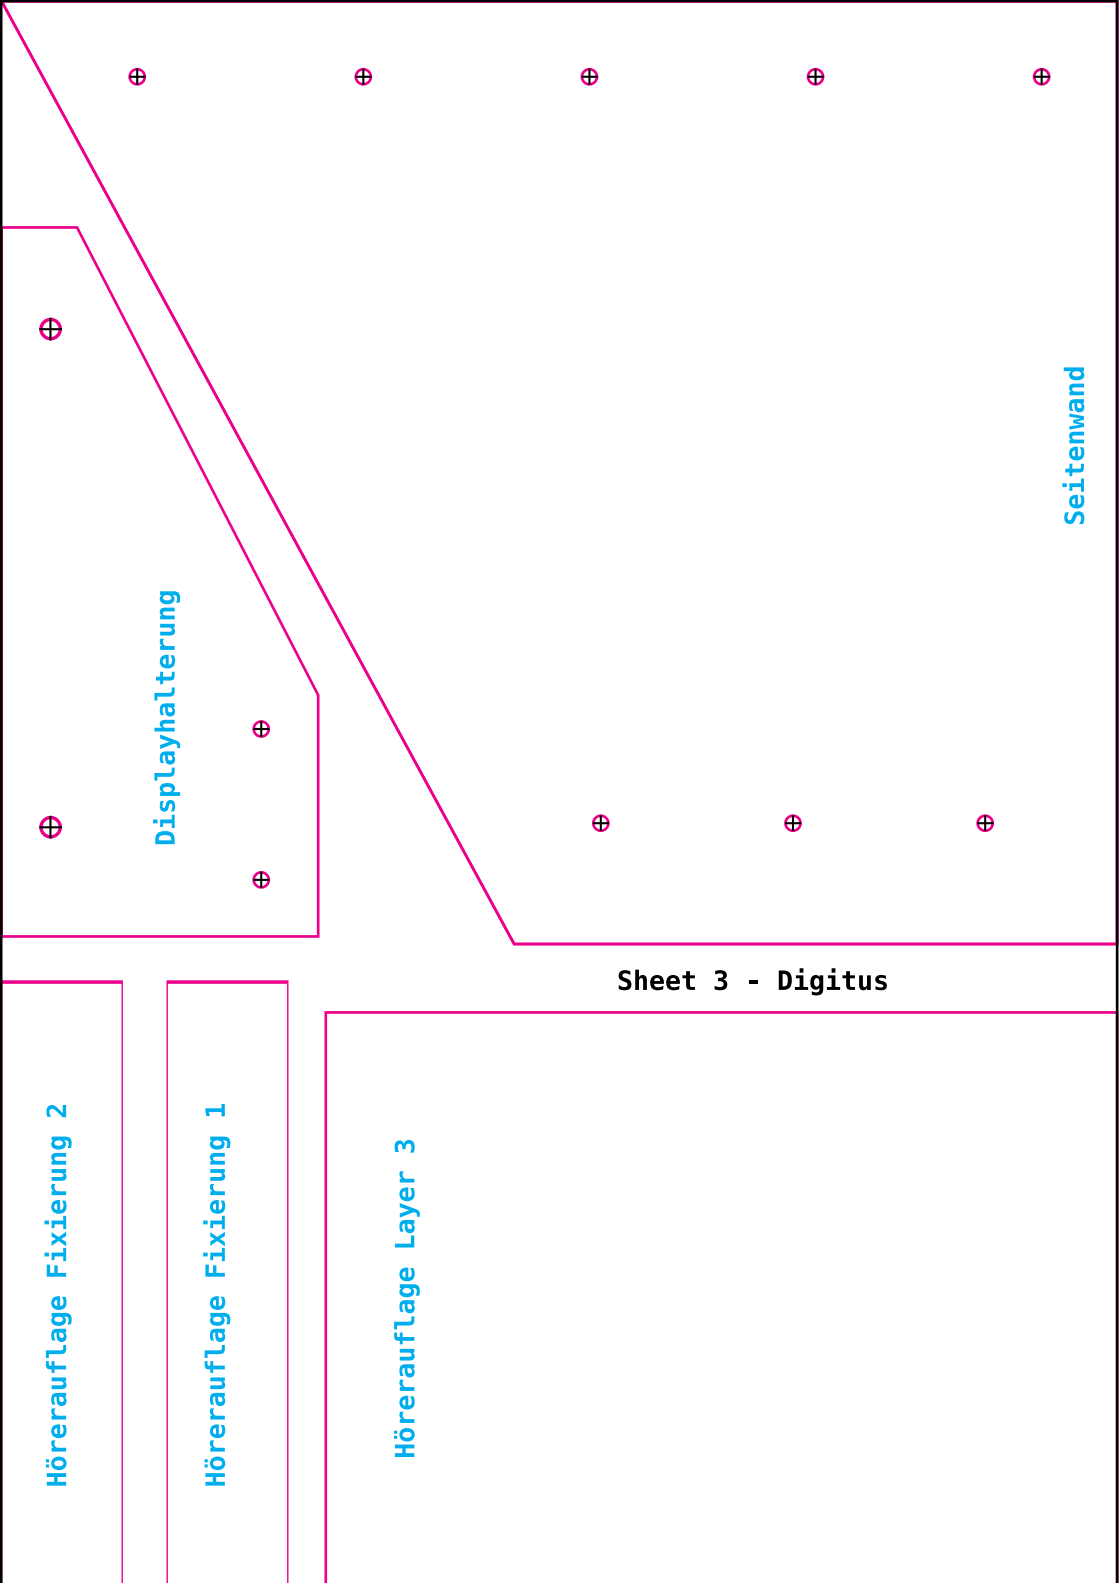 Seitenwand
Displayhalterung
Sheet 3 - Digitus
Hörerauflage Fixierung 2
Hörerauflage Fixierung 1
Hörerauflage Layer 3